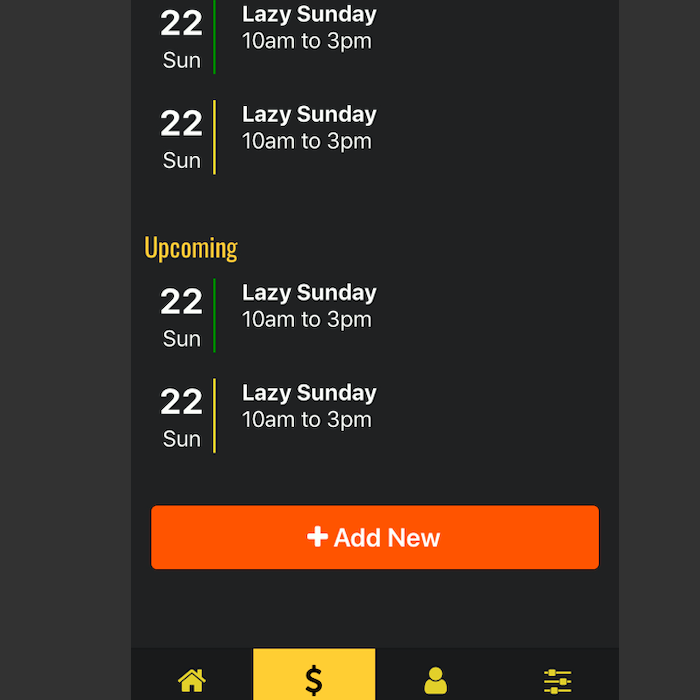 22
Sun
Lazy Sunday
10am to 3pm
22
Sun
Lazy Sunday
10am to 3pm
Upcoming
22
Sun
Lazy Sunday
10am to 3pm
22
Sun
Lazy Sunday
10am to 3pm
Add New
$